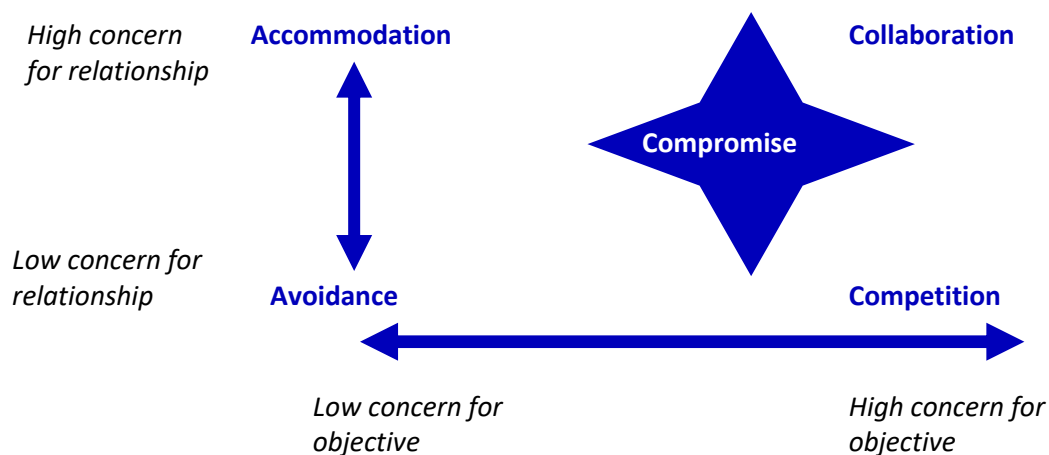 High concern
for relationship
Accommodation
Collaboration
Compromise
Low concern for
relationship
Avoidance
Competition
Low concern for
objective
High concern for
objective